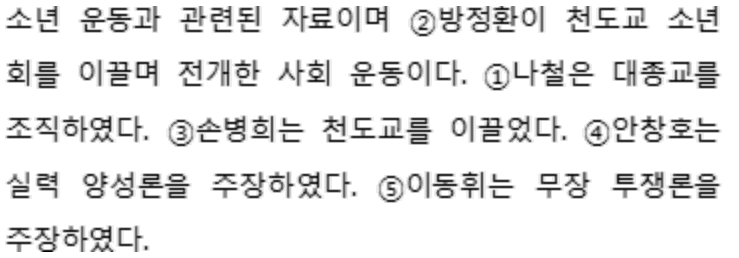 소년 운동과 관련된 자료이며 ②방정환이 천도교 소년
회를 이끌며 전개한 사회 운동이다. ①나철은 대종교를
조직하였다. ③손병희는 천도교를 이끌었다. ④안창호는
실력 양성론을 주장하였다. ⑤이동휘는 무장 투쟁론을
주장하였다.